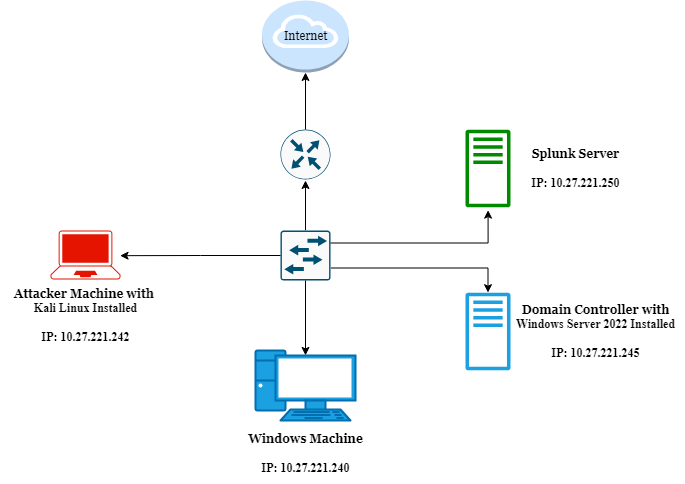 Internet
Splunk Server
IP: 10.27.221.250
Attacker Machine with
Kali Linux Installed
IP: 10.27.221.242
Domain Controller with
Windows Server 2022 Installed
IP: 10.27.221.245
Windows Machine
IP: 10.27.221.240